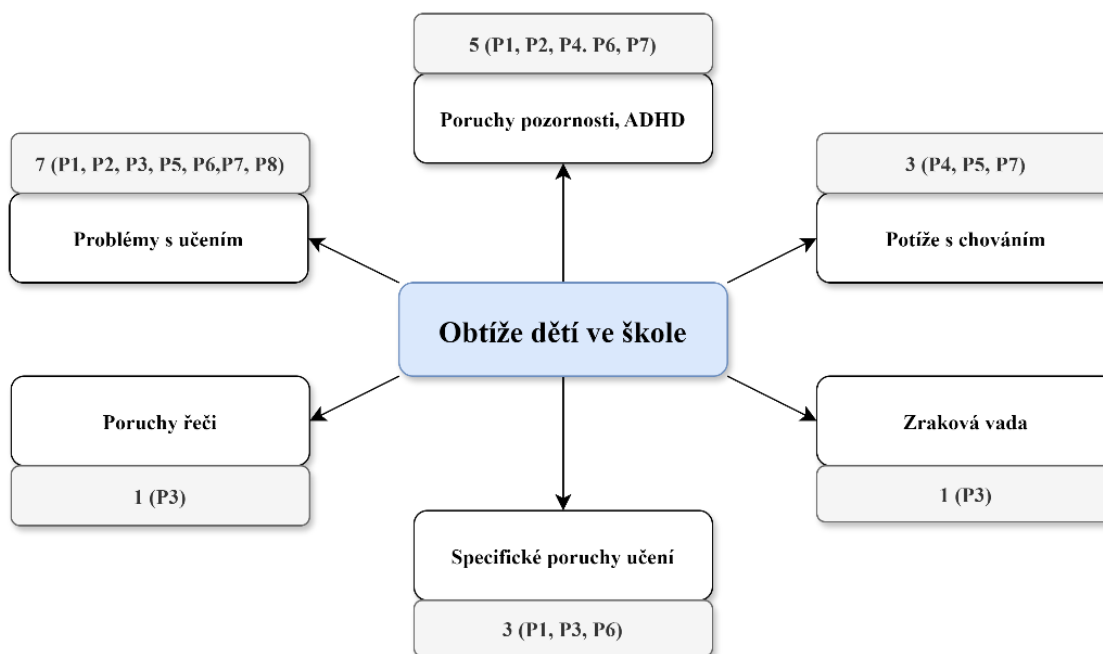 5 (P1, P2, P4. P6, P7)
Poruchy pozornosti, ADHD
7 (P1, P2, P3, P5, P6,P7, P8)
Problémy s učením
3 (P4, P5, P7)
Potíže s chováním
Obtíže dětí ve škole
Poruchy řeči
1 (P3)
Zraková vada
1 (P3)
Specifické poruchy učení
3 (P1, P3, P6)